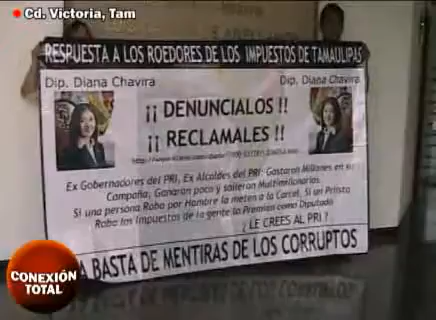 Cd. Victoria, Tam
RESPUESTA A LOS ROEDORES DE LOS IMPUESTOS DE TAMAULIPAS
Dip. Diana Chavira
Dip. Diana Chavira
¡¡ DENUNCIALOS !!
¡¡ RECLAMALES !!
Ex Gobernadores del PRI, Ex Alcaldes del PRI: Gastaron Millones en su
Campaña, Ganaron poco y salieron Multimillonarios.
Si una persona Roba por Hambre la meten a la Carcel, Si un Priista
Roba los Impuestos de la gente lo Premian como Diputado
¿ LE CREES AL PRI ?
A BASTA DE MENTIRAS DE LOS CORRUPTOS
CONEXIÓN
TOTAL